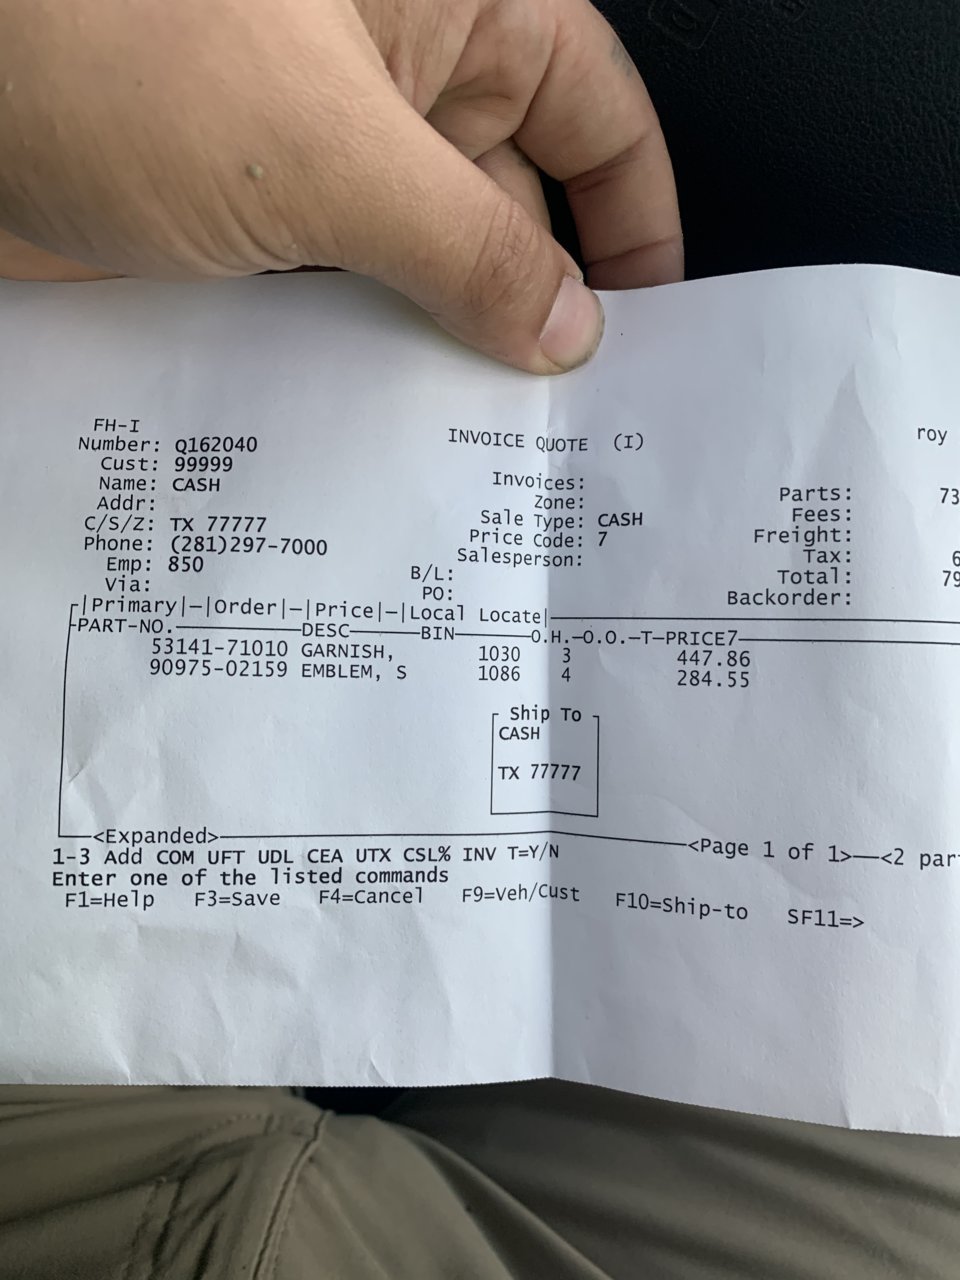 FH-I
Number: Q162040 INVOICE QUOTE (I) roy
Cust: 99999
Name: CASH Invoices: Parts: 73
Addr: Zone: Fees:
C/S/Z: TX 77777 Sale Type: CASH Freight:
Phone: (281)297-7000 Price Code: 7 Tax: 6
Emp: 850 Salesperson: Total: 79
Via: B/L: Backorder:
PO:
|Primary|-|Order|-|Price|-|Local Locate|
PART-NO. DESC BIN O.H.-O.O.-T-PRICE7
53141-71010 GARNISH, 1030 3 447.86
90975-02159 EMBLEM, S 1086 4 284.55
Ship To
CASH
TX 77777
<Expanded> <Page 1 of 1> <2 par
1-3 Add COM UFT UDL CEA UTX CSL% INV T=Y/N
Enter one of the listed commands
F1=Help F3=Save F4=Cancel F9=Veh/Cust F10=Ship-to SF11=>